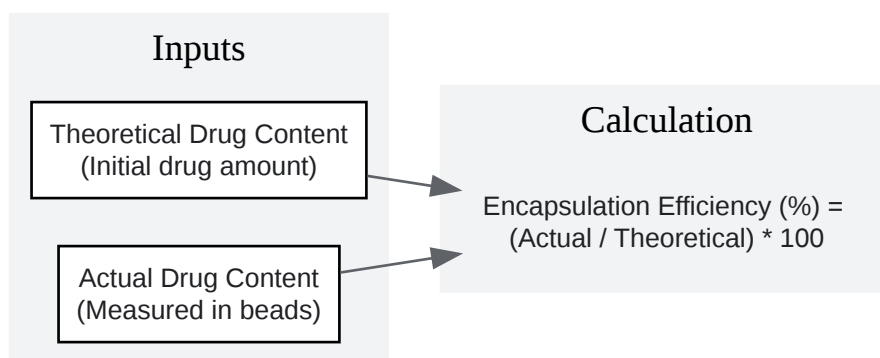 Inputs
Theoretical Drug Content
(Initial drug amount)
Actual Drug Content
(Measured in beads)
Calculation
Encapsulation Efficiency (%) =
(Actual / Theoretical) * 100